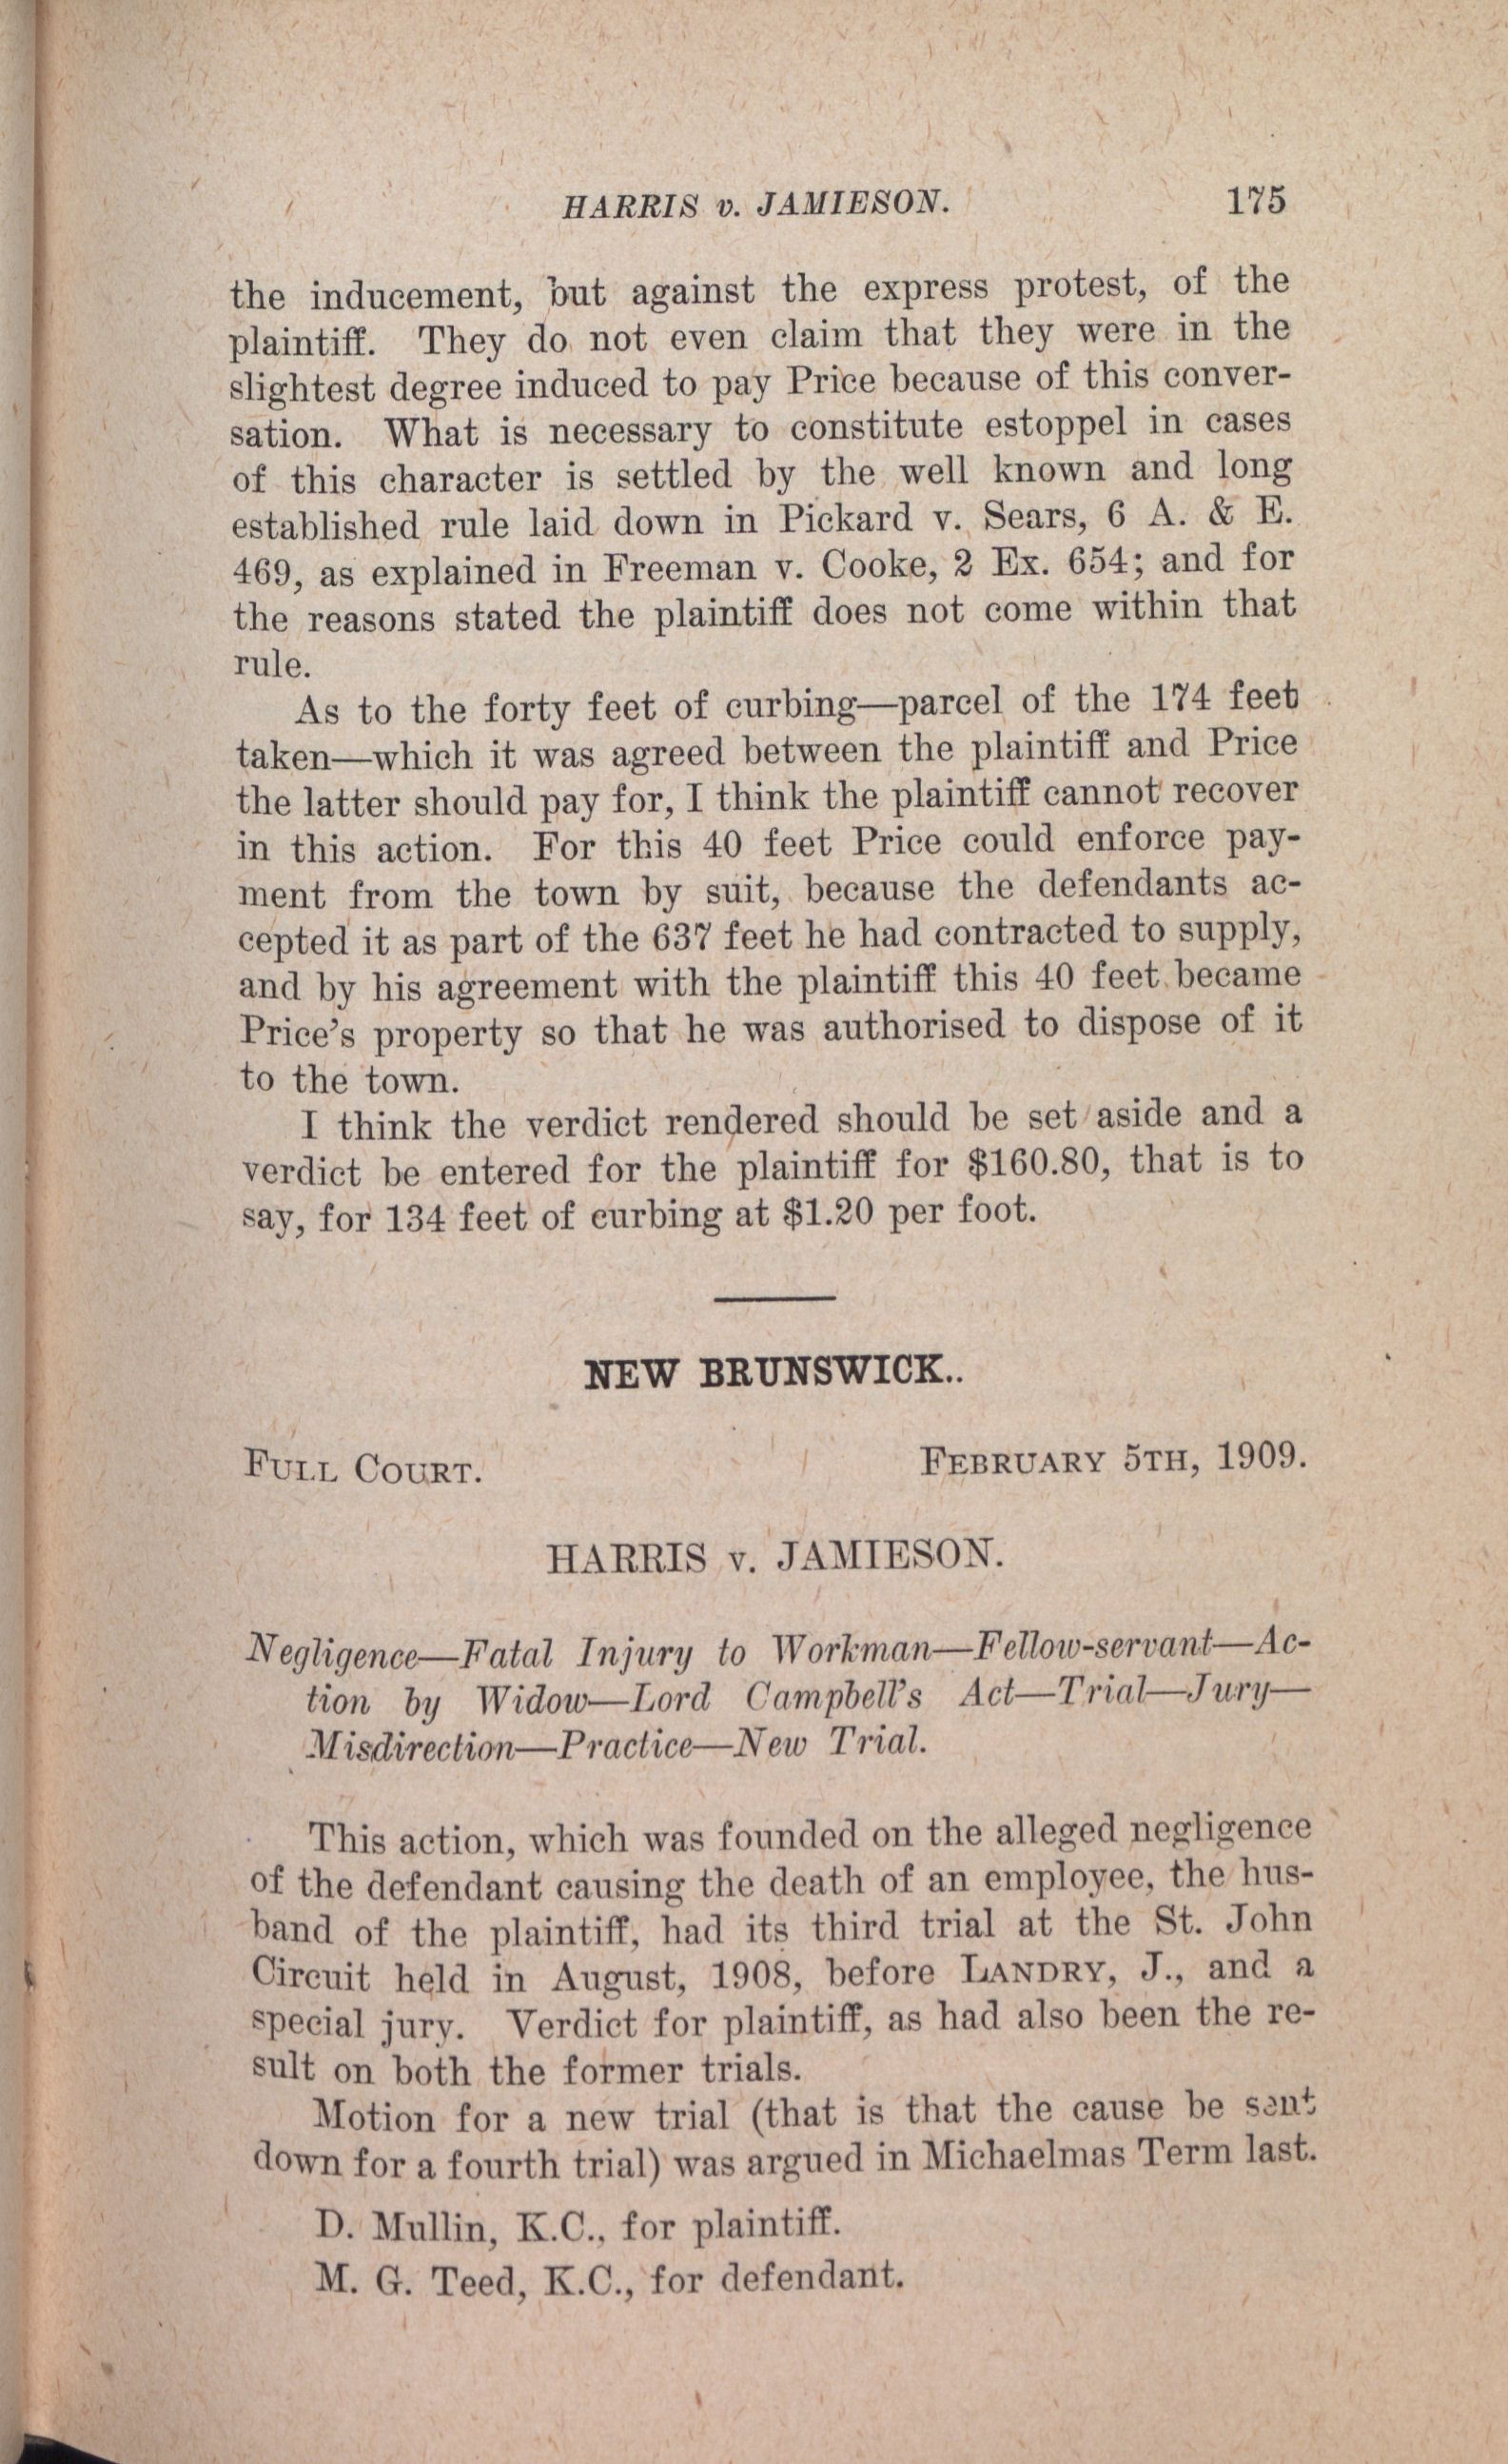 HARRIS v. JAMIESON. 175
the inducement, but against the express protest, of the
plaintiff. They do not even claim that they were in the
slightest degree induced to pay Price because of this conver-
sation. What is necessary to constitute estoppel in cases
of this character is settled by the well known and long
established rule laid down in Pickard v. Sears, 6 A. & E.
469, as explained in Freeman v. Cooke, 2 Ex. 654; and for
the reasons stated the plaintiff does not come within that
rule.
As to the forty feet of curbing—parcel of the 174 feet
taken—which it was agreed between the plaintiff and Price
the latter should pay for, I think the plaintiff cannot recover
in this action. For this 40 feet Price could enforce pay-
ment from the town by suit, because the defendants ac-
cepted it as part of the 637 feet he had contracted to supply,
and by his agreement with the plaintiff this 40 feet became
Price's property so that he was authorised to dispose of it
to the town.
I think the verdict rendered should be set aside and a
verdict be entered for the plaintiff for $160.80, that is to
say, for 134 feet of curbing at $1.20 per foot.
NEW BRUNSWICK..
FULL COURT. FEBRUARY 5TH, 1909.
HARRIS v. JAMIESON.
Negligence—Fatal Injury to Workman—Fellow-servant—Ac-
tion by Widow—Lord Campbell's Act—Trial—Jury—
Misdirection—Practice—New Trial.
This action, which was founded on the alleged negligence
of the defendant causing the death of an employee, the hus-
band of the plaintiff, had its third trial at the St. John
Circuit held in August, 1908, before LANDRY, J., and a
special jury. Verdict for plaintiff, as had also been the re-
sult on both the former trials.
Motion for a new trial (that is that the cause be sent
down for a fourth trial) was argued in Michaelmas Term last.
D. Mullin, K.C., for plaintiff.
M. G. Teed, K.C., for defendant.